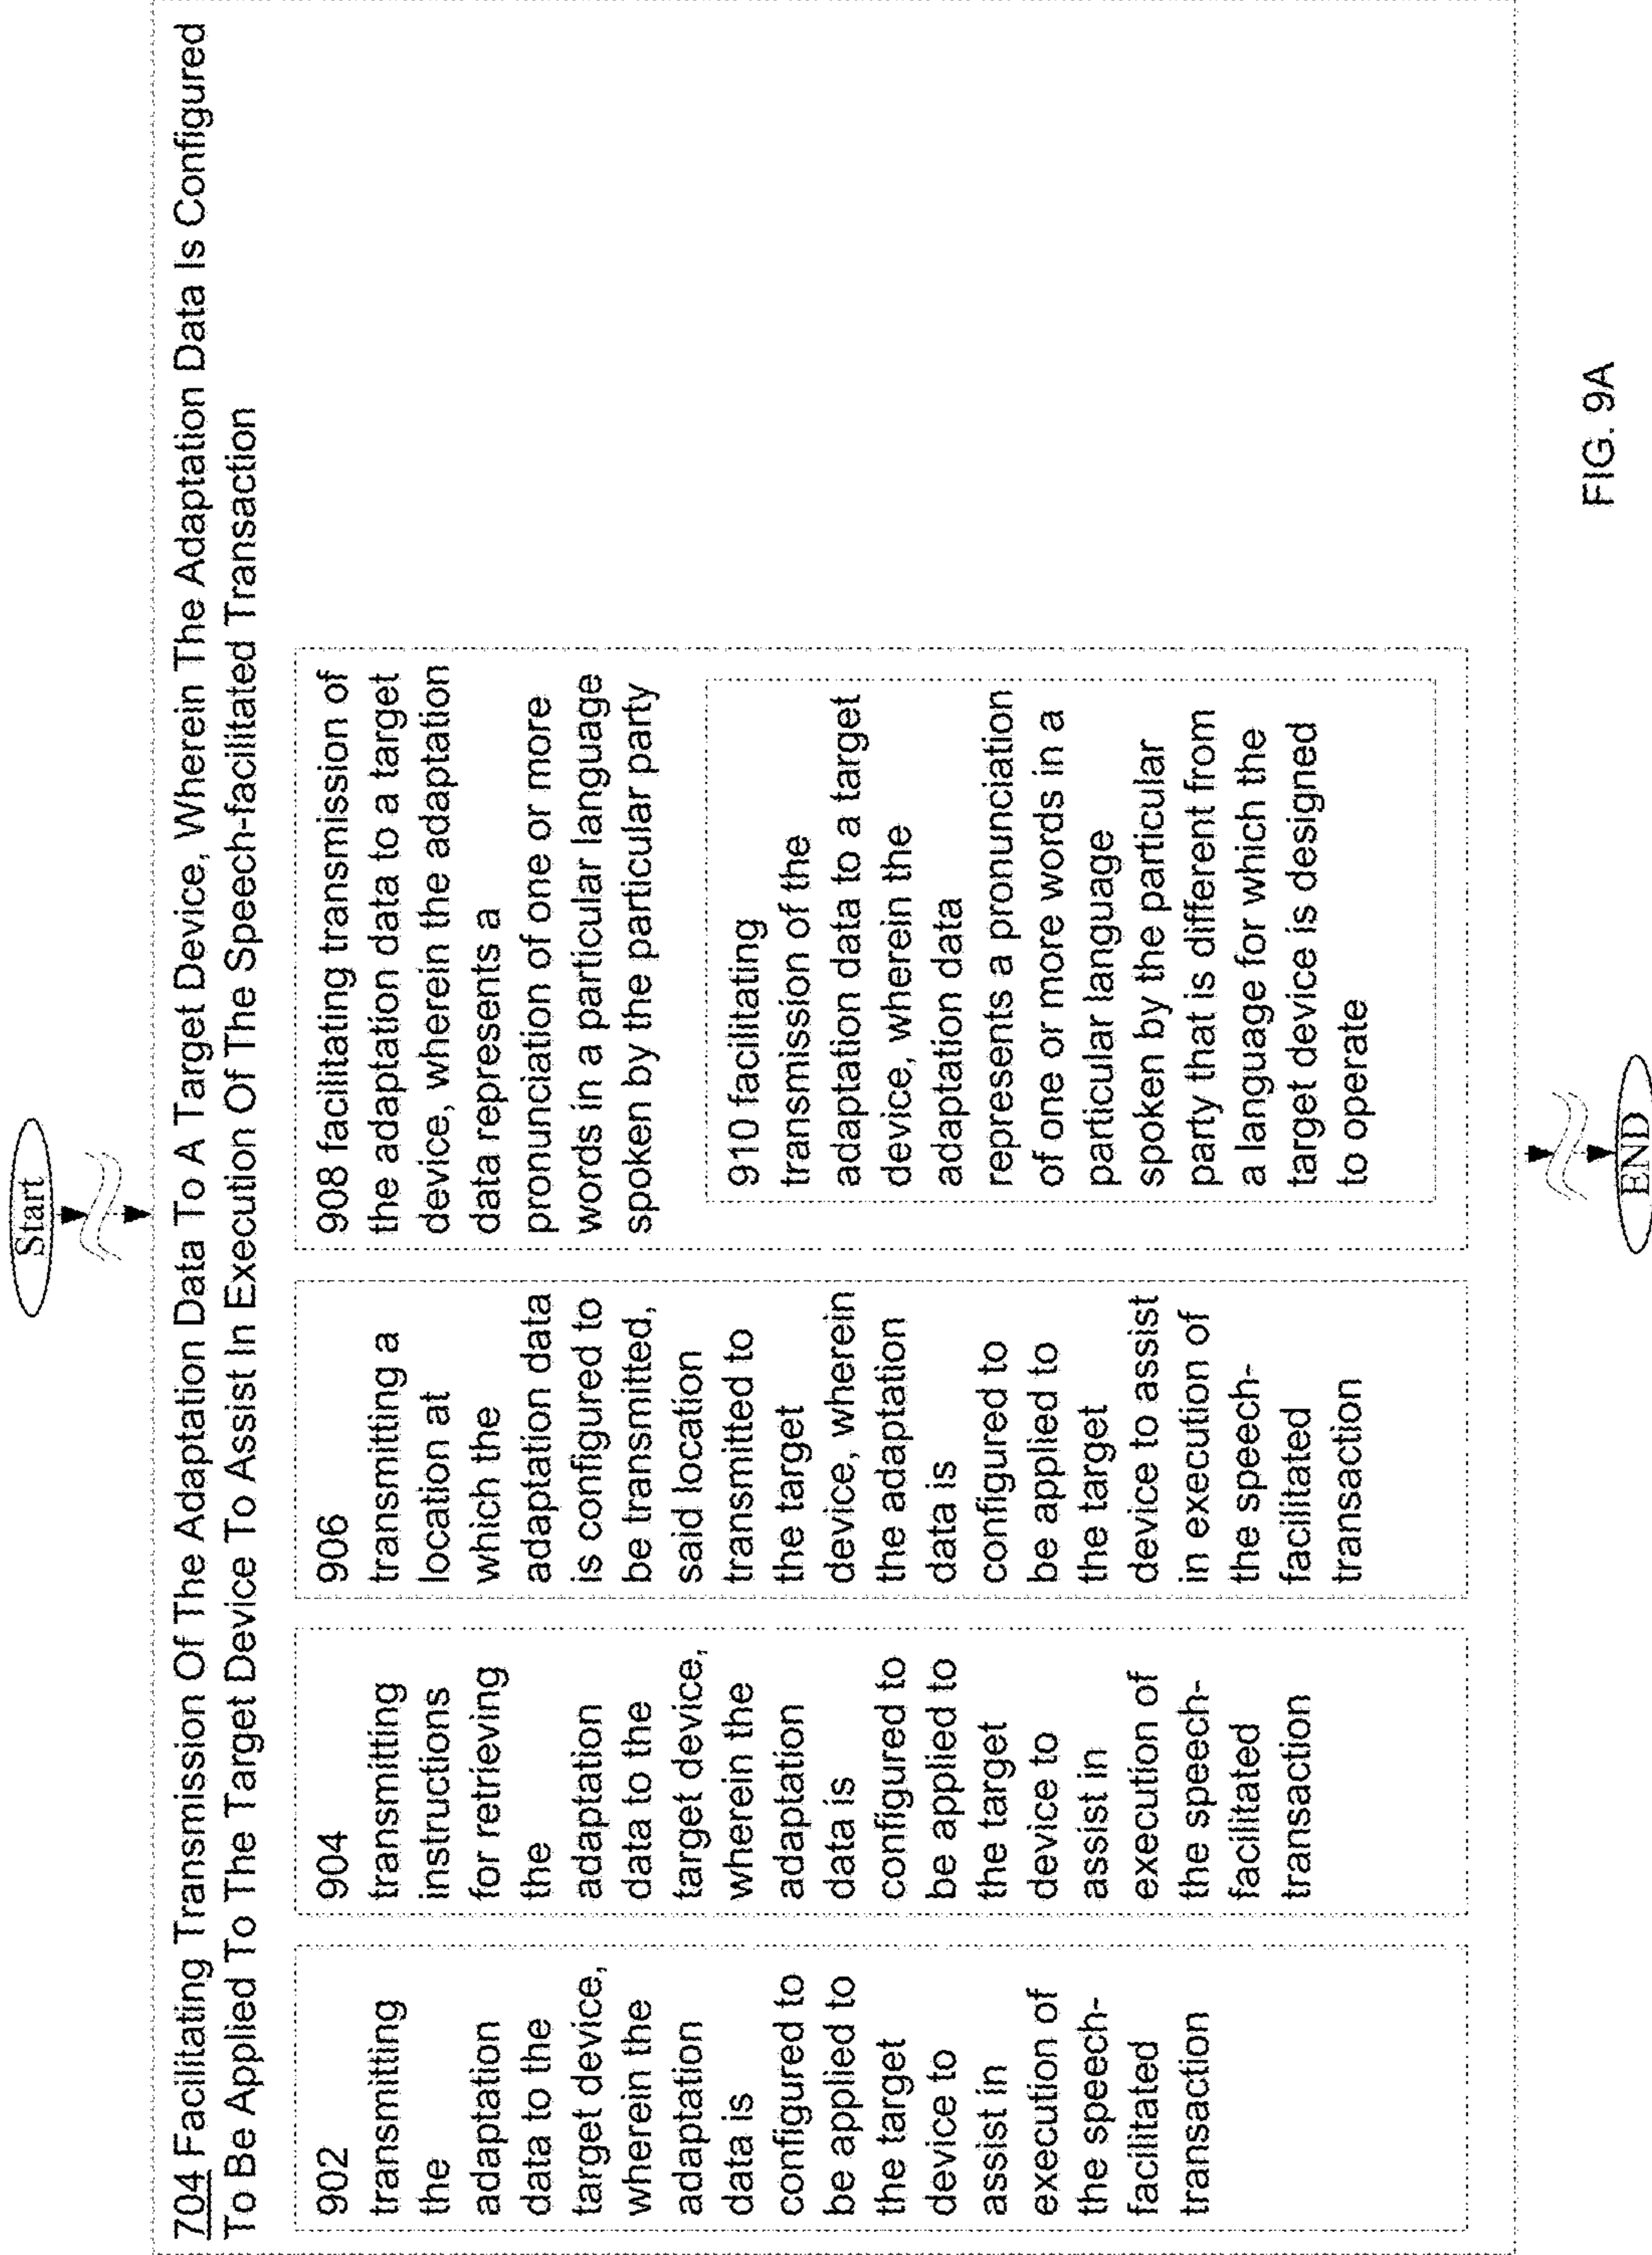 Start
704 Facilitating Transmission Of The Adaptation Data To A Target Device, Wherein The Adaptation Data Is Configured
To Be Applied To The Target Device To Assist In Execution Of The Speech-facilitated Transaction
902
transmitting
the
adaptation
data to the
target device,
wherein the
adaptation
data is
configured to
be applied to
the target
device to
assist in
execution of
the speech-
facilitated
transaction
904
transmitting
instructions
for retrieving
the
adaptation
data to the
target device,
wherein the
adaptation
data is
configured to
be applied to
the target
device to
assist in
execution of
the speech-
facilitated
transaction
906
transmitting a
location at
which the
adaptation data
is configured to
be transmitted,
said location
transmitted to
the target
device, wherein
the adaptation
data is
configured to
be applied to
the target
device to assist
in execution of
the speech-
facilitated
transaction
908 facilitating transmission of
the adaptation data to a target
device, wherein the adaptation
data represents a
pronunciation of one or more
words in a particular language
spoken by the particular party
910 facilitating
transmission of the
adaptation data to a target
device, wherein the
adaptation data
represents a pronunciation
of one or more words in a
particular language
spoken by the particular
party that is different from
a language for which the
target device is designed
to operate
END
FIG. 9A